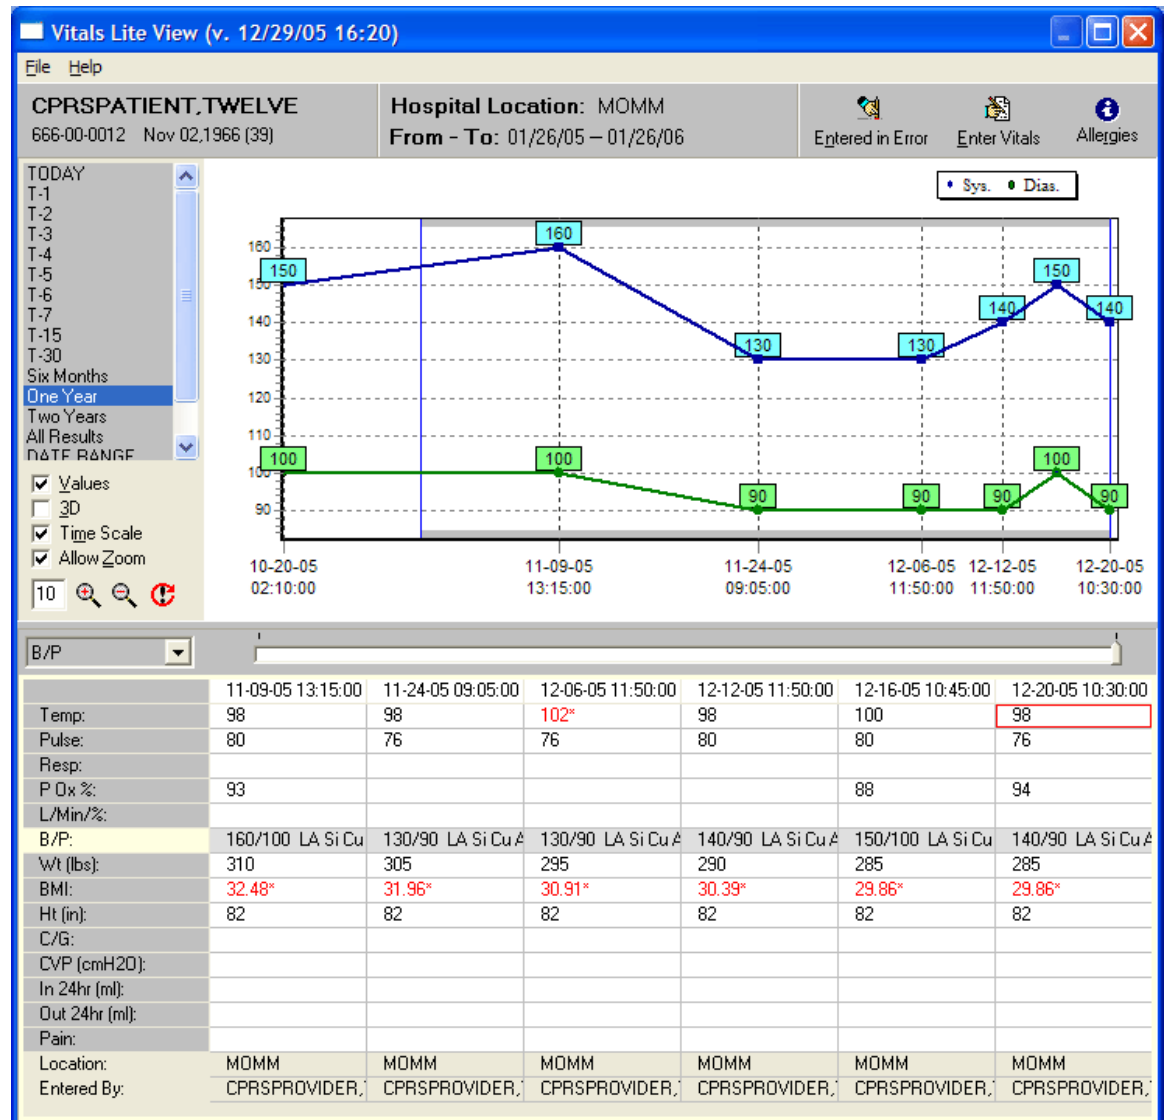 Vitals Lite View (v. 12/29/05 16:20)
File Help
CPRSPATIENT,TWELVE
666-00-0012 Nov 02,1966 (39)
Hospital Location: MOMM
From - To: 01/26/05 – 01/26/06
Entered in Error
Enter Vitals
Allergies
TODAY
T-1
T-2
T-3
T-4
T-5
T-6
T-7
T-15
T-30
Six Months
One Year
Two Years
All Results
DATE RANGE
Values
3D
Time Scale
Allow Zoom
10
Sys. Dias.
160
150
140
130
120
110
100
90
150 160 130 130 140 150 140
100 100 90 90 90 100 90
10-20-05 11-09-05 11-24-05 12-06-05 12-12-05 12-20-05
02:10:00 13:15:00 09:05:00 11:50:00 11:50:00 10:30:00
B/P
11-09-05 13:15:00 11-24-05 09:05:00 12-06-05 11:50:00 12-12-05 11:50:00 12-16-05 10:45:00 12-20-05 10:30:00
Temp: 98 98 102* 98 100 98
Pulse: 80 76 76 80 80 76
Resp:
P Ox %: 93 88 94
L/Min/%:
B/P: 160/100 LA Si Cu 130/90 LA Si Cu A 130/90 LA Si Cu A 140/90 LA Si Cu A 150/100 LA Si Cu 140/90 LA Si Cu A
Wt (lbs): 310 305 295 290 285 285
BMI: 32.48* 31.96* 30.91* 30.39* 29.86* 29.86*
Ht (in): 82 82 82 82 82 82
C/G:
CVP (cmH2O):
In 24hr (ml):
Out 24hr (ml):
Pain:
Location: MOMM MOMM MOMM MOMM MOMM MOMM
Entered By: CPRSPROVIDER, CPRSPROVIDER, CPRSPROVIDER, CPRSPROVIDER, CPRSPROVIDER, CPRSPROVIDER,